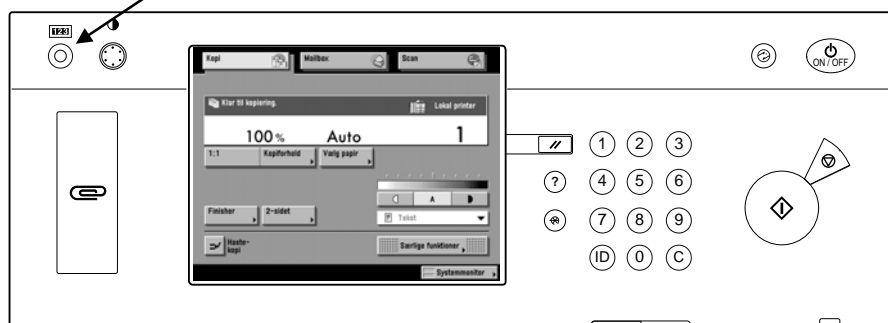 123
ON / OFF
Kopi
Mailbox
Scan
Klar til kopiering.
Lokal printer
100 %
Auto
1
1:1
Kopiforhold
Vælg papir
A
Finisher
2-sidet
Tekst
Haste-
kopi
Særlige funktioner
Systemmonitor
1 2 3
? 4 5 6
7 8 9
ID 0 C